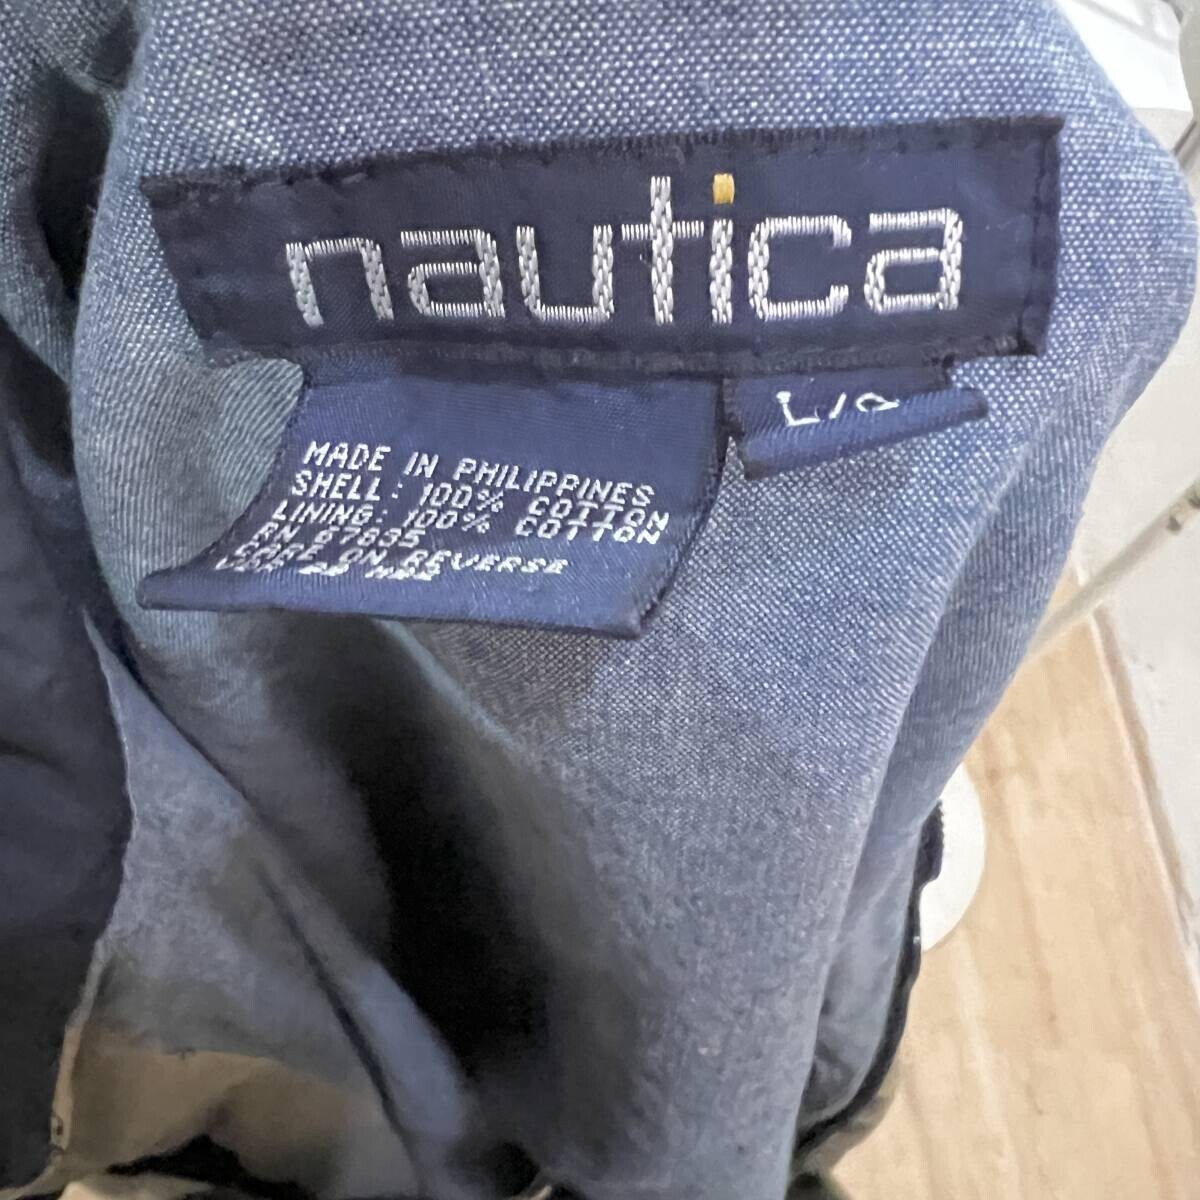 nautica
L/G
MADE IN PHILIPPINES
SHELL: 100% COTTON
LINING: 100% COTTON
RN 67835
CARE ON REVERSE